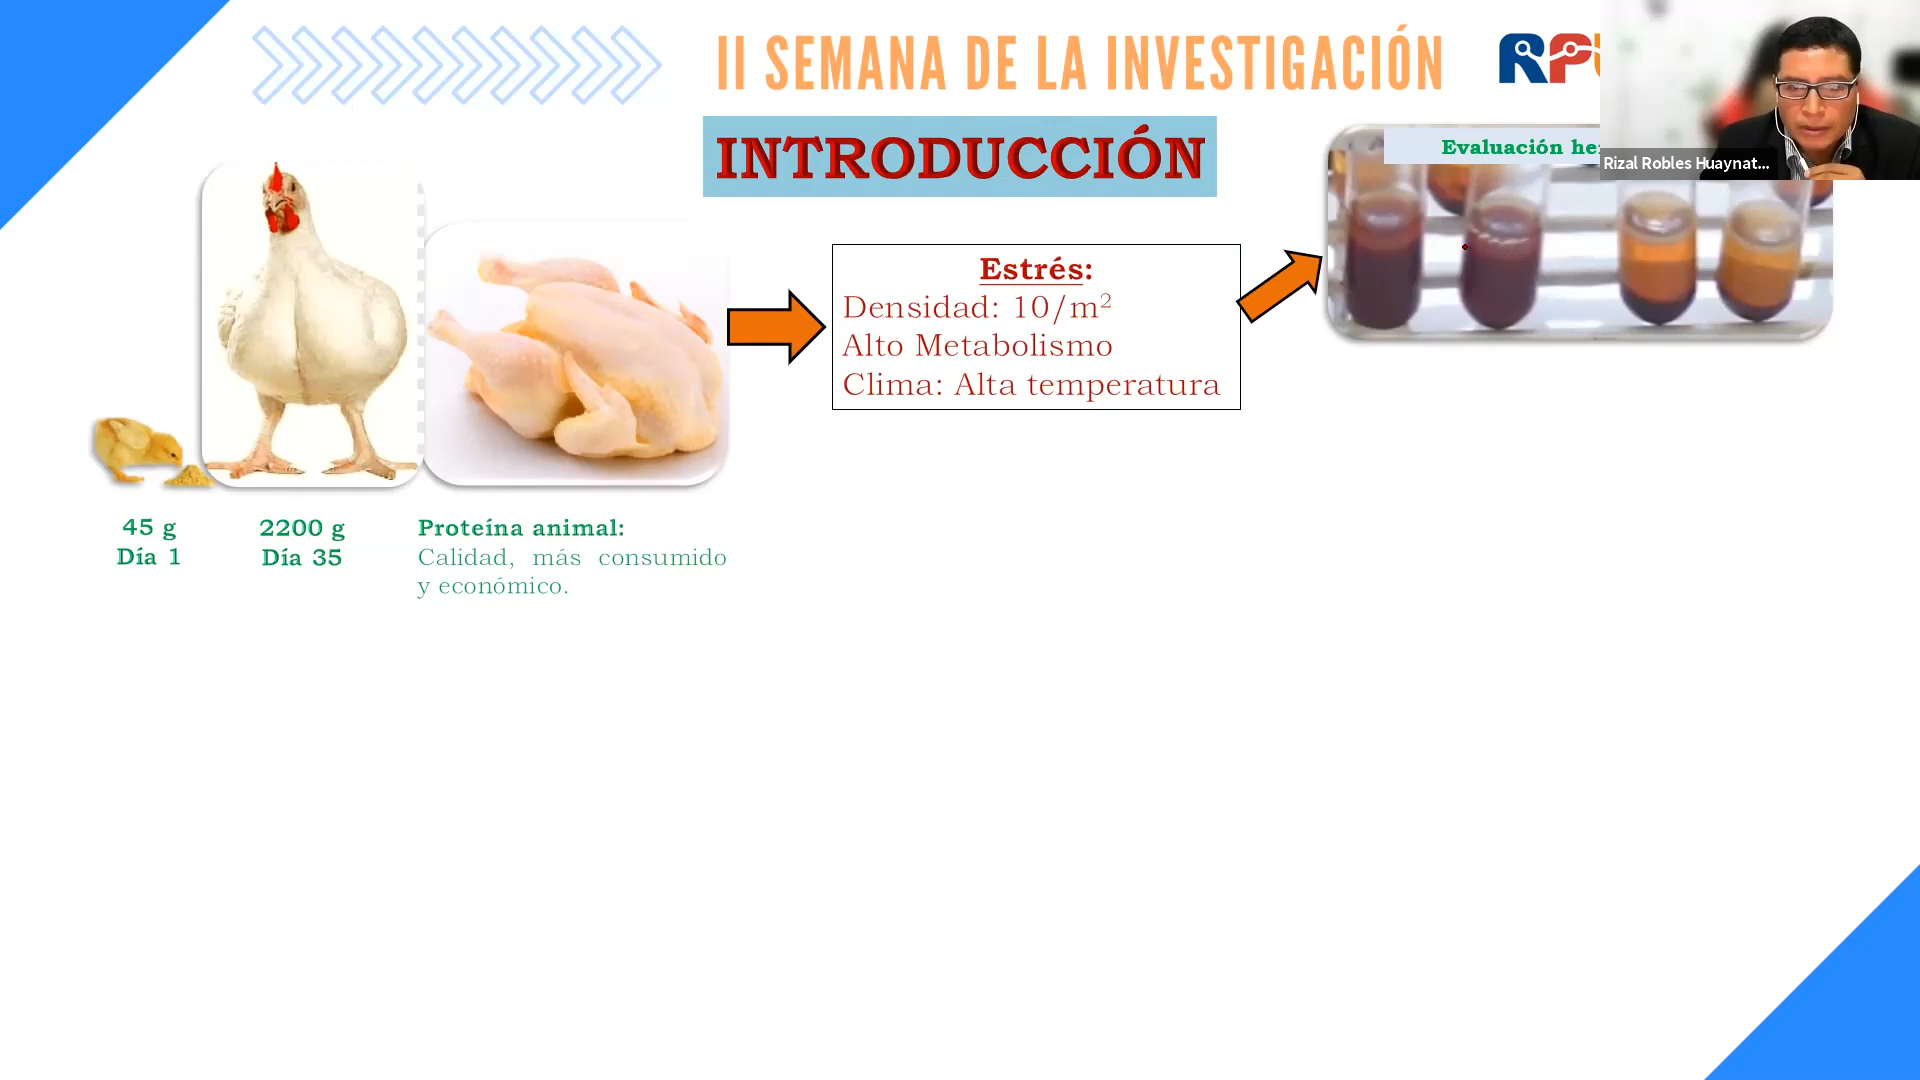 II SEMANA DE LA INVESTIGACIÓN
RP
INTRODUCCIÓN
Evaluación he
Rizal Robles Huaynat...
Estrés:
Densidad: 10/m²
Alto Metabolismo
Clima: Alta temperatura
45 g
Día 1
2200 g
Día 35
Proteína animal:
Calidad, más consumido
y económico.